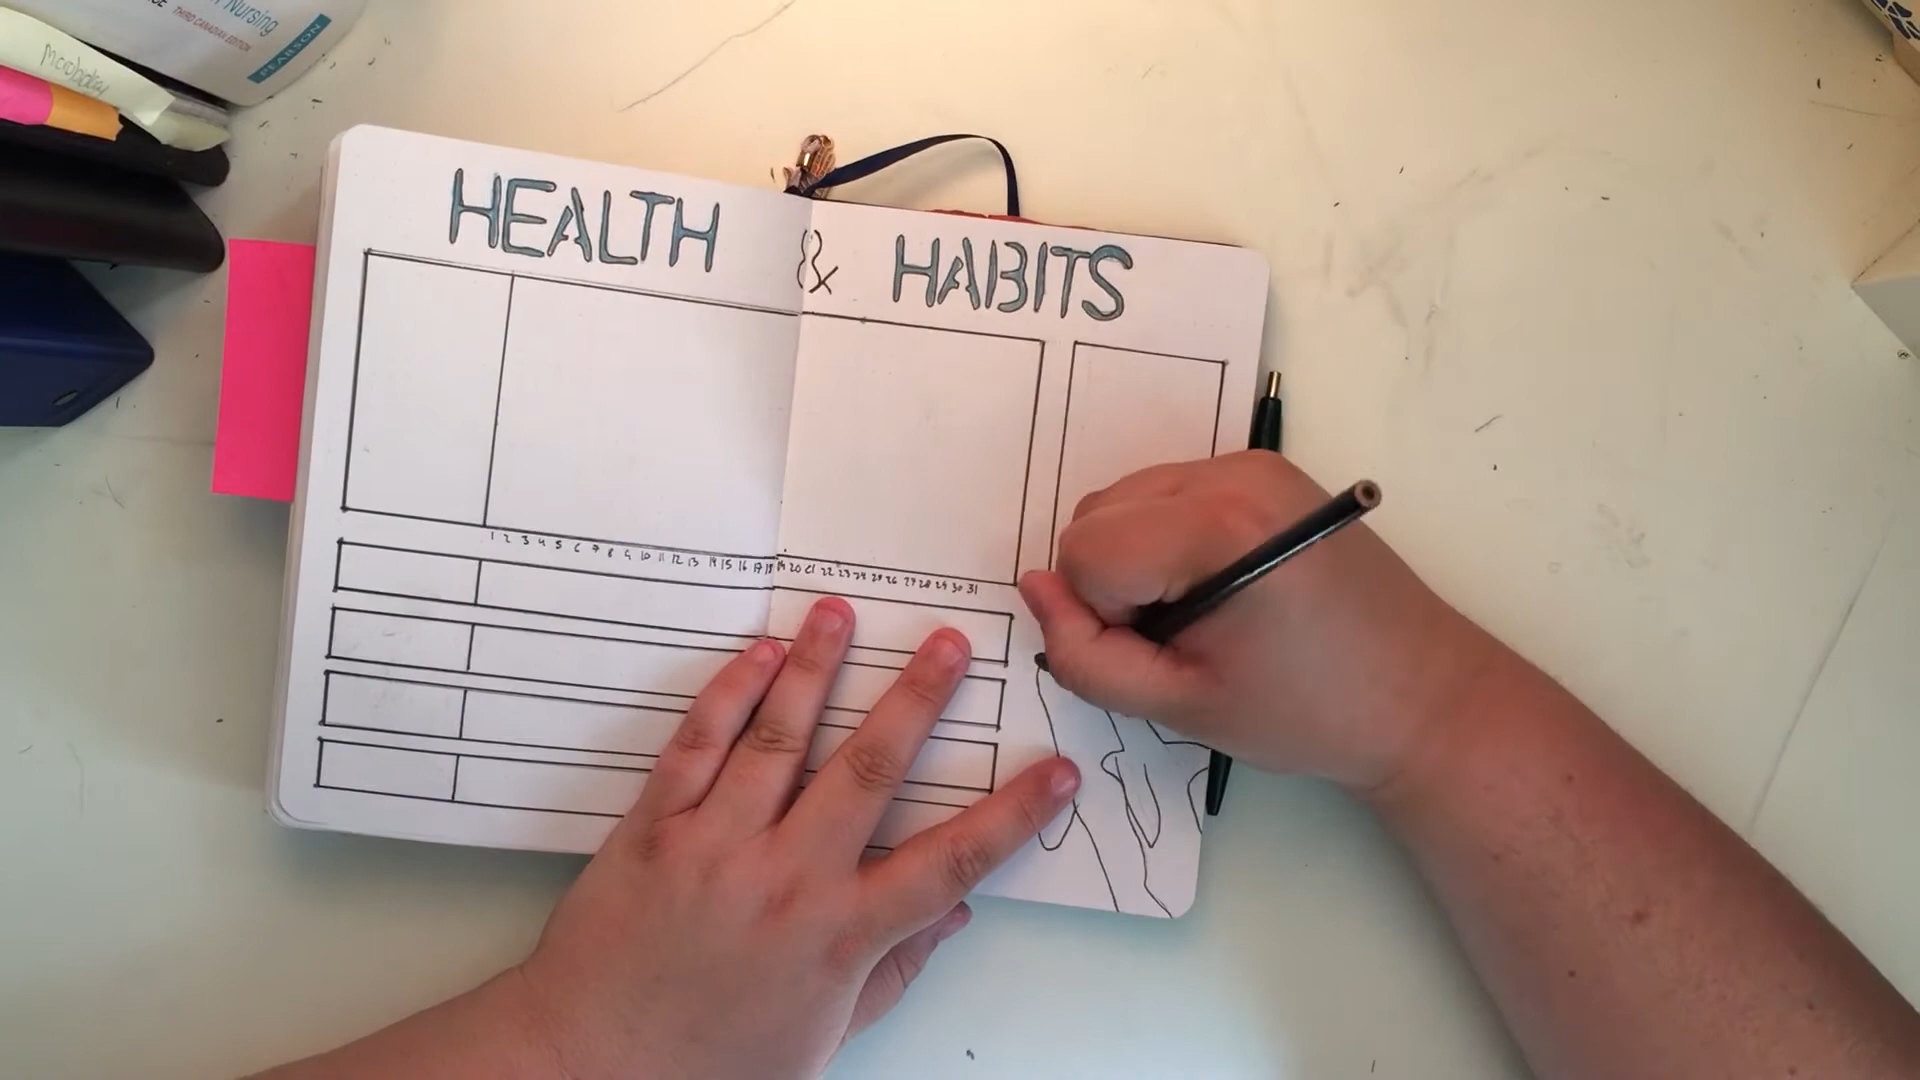 Nursing
THIRD CANADIAN EDITION
PEARSON
Microbiology
HEALTH & HABITS
1 2 3 4 5 6 7 8 9 10 11 12 13 14 15 16 17 18 19 20 21 22 23 24 25 26 27 28 29 30 31